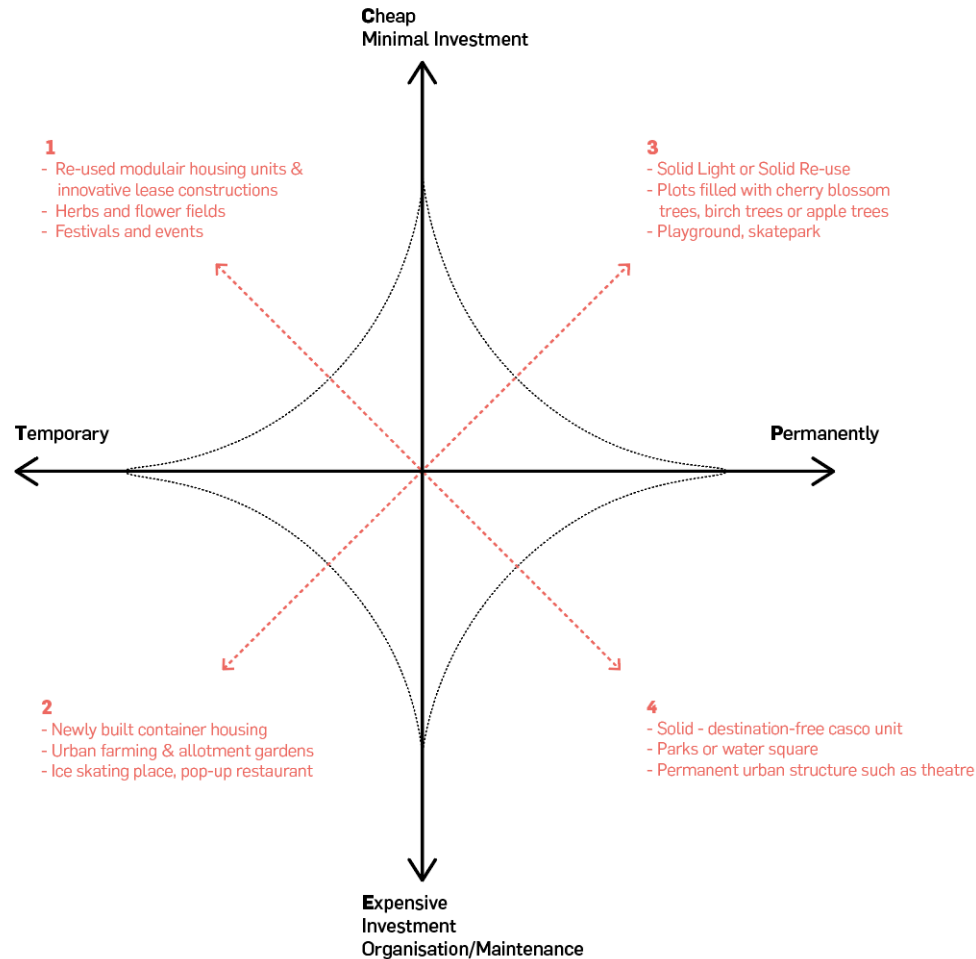 Cheap
Minimal Investment
1
- Re-used modulair housing units &
innovative lease constructions
- Herbs and flower fields
- Festivals and events
3
- Solid Light or Solid Re-use
- Plots filled with cherry blossom
trees, birch trees or apple trees
- Playground, skatepark
Temporary
Permanently
2
- Newly built container housing
- Urban farming & allotment gardens
- Ice skating place, pop-up restaurant
4
- Solid - destination-free casco unit
- Parks or water square
- Permanent urban structure such as theatre
Expensive
Investment
Organisation/Maintenance